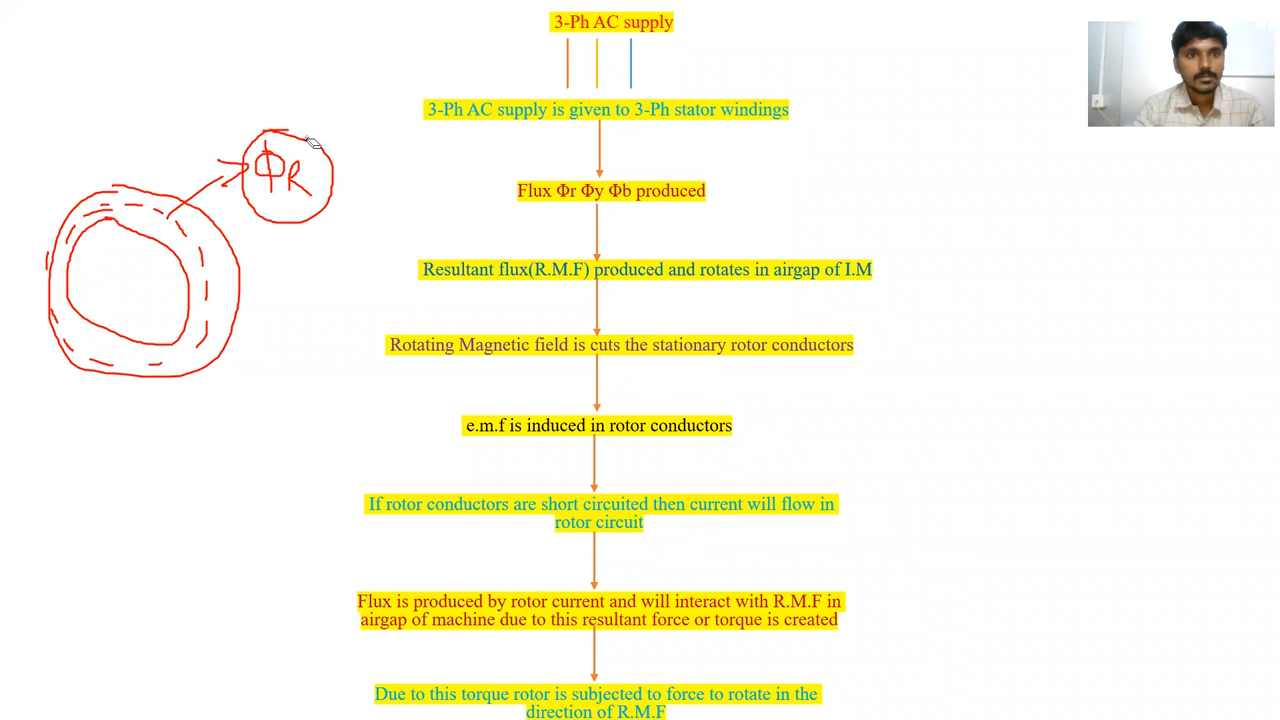 3-Ph AC supply
3-Ph AC supply is given to 3-Ph stator windings
ΦR
Flux Φr Φy Φb produced
Resultant flux(R.M.F) produced and rotates in airgap of I.M
Rotating Magnetic field is cuts the stationary rotor conductors
e.m.f is induced in rotor conductors
If rotor conductors are short circuited then current will flow in
rotor circuit
Flux is produced by rotor current and will interact with R.M.F in
airgap of machine due to this resultant force or torque is created
Due to this torque rotor is subjected to force to rotate in the
direction of R.M.F